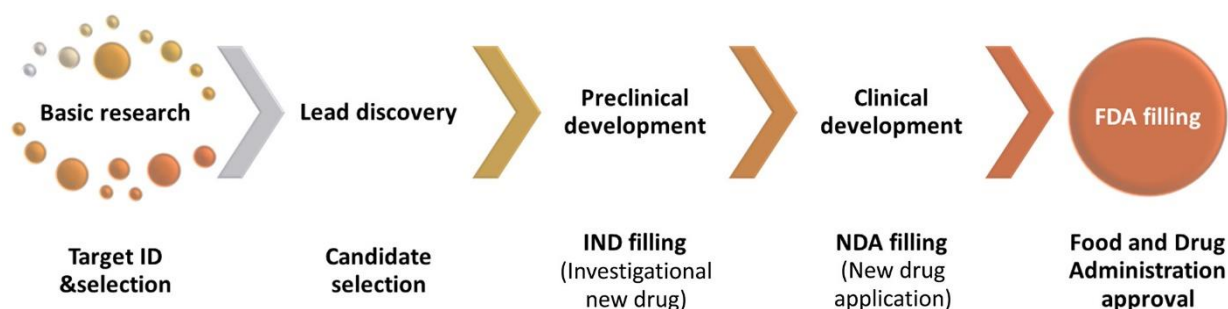 Basic research
Lead discovery
Preclinical
development
Clinical
development
FDA filling
Target ID
&selection
Candidate
selection
IND filling
(Investigational
new drug)
NDA filling
(New drug
application)
Food and Drug
Administration
approval